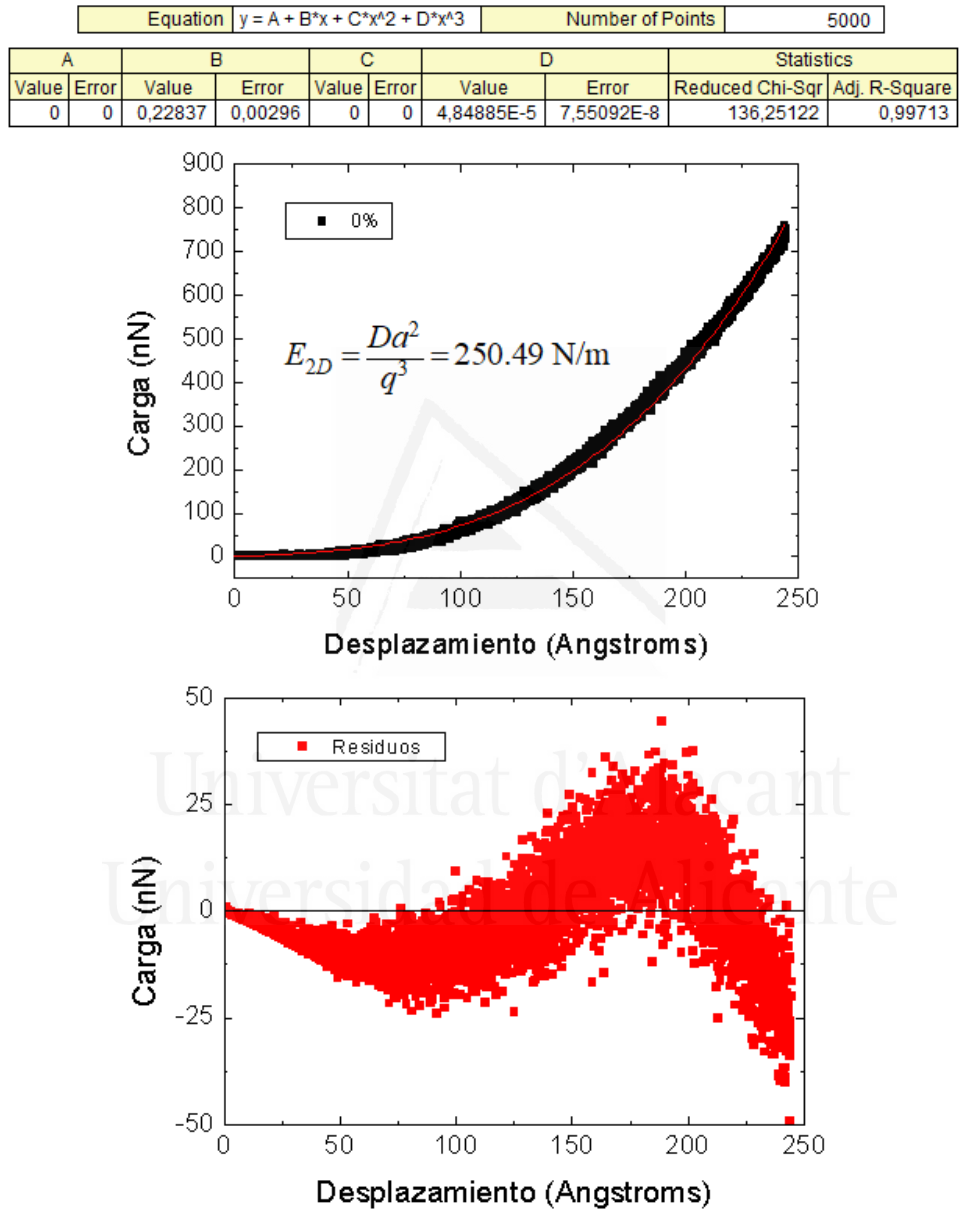 Equation y = A + B*x + C*x^2 + D*x^3 Number of Points 5000
A B C D Statistics
Value Error Value Error Value Error Value Error Reduced Chi-Sqr Adj. R-Square
0 0 0,22837 0,00296 0 0 4,84885E-5 7,55092E-8 136,25122 0,99713
900
800
700
600
500
400
300
200
100
0
Carga (nN)
0%
E₂D = Da²/q³ = 250.49 N/m
0 50 100 150 200 250
Desplazamiento (Angstroms)
50
25
0
-25
-50
Carga (nN)
Residuos
Universitat d'Alacant
Universidad de Alicante
0 50 100 150 200 250
Desplazamiento (Angstroms)